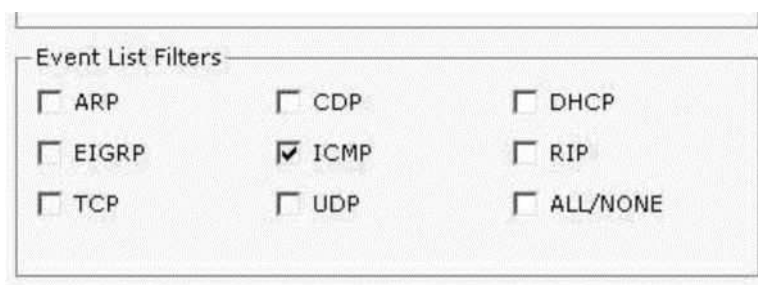 Event List Filters
ARP CDP DHCP
EIGRP ICMP RIP
TCP UDP ALL/NONE